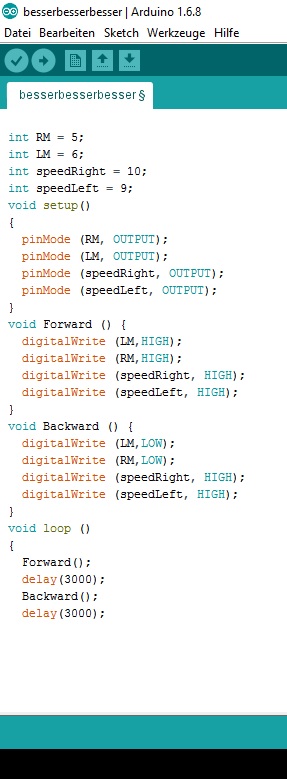 besserbesserbesser | Arduino 1.6.8
Datei Bearbeiten Sketch Werkzeuge Hilfe
besserbesserbesser §
int RM = 5;
int LM = 6;
int speedRight = 10;
int speedLeft = 9;
void setup()
{
pinMode (RM, OUTPUT);
pinMode (LM, OUTPUT);
pinMode (speedRight, OUTPUT);
pinMode (speedLeft, OUTPUT);
}
void Forward () {
digitalWrite (LM,HIGH);
digitalWrite (RM,HIGH);
digitalWrite (speedRight, HIGH);
digitalWrite (speedLeft, HIGH);
}
void Backward () {
digitalWrite (LM,LOW);
digitalWrite (RM,LOW);
digitalWrite (speedRight, HIGH);
digitalWrite (speedLeft, HIGH);
}
void loop ()
{
Forward();
delay(3000);
Backward();
delay(3000);